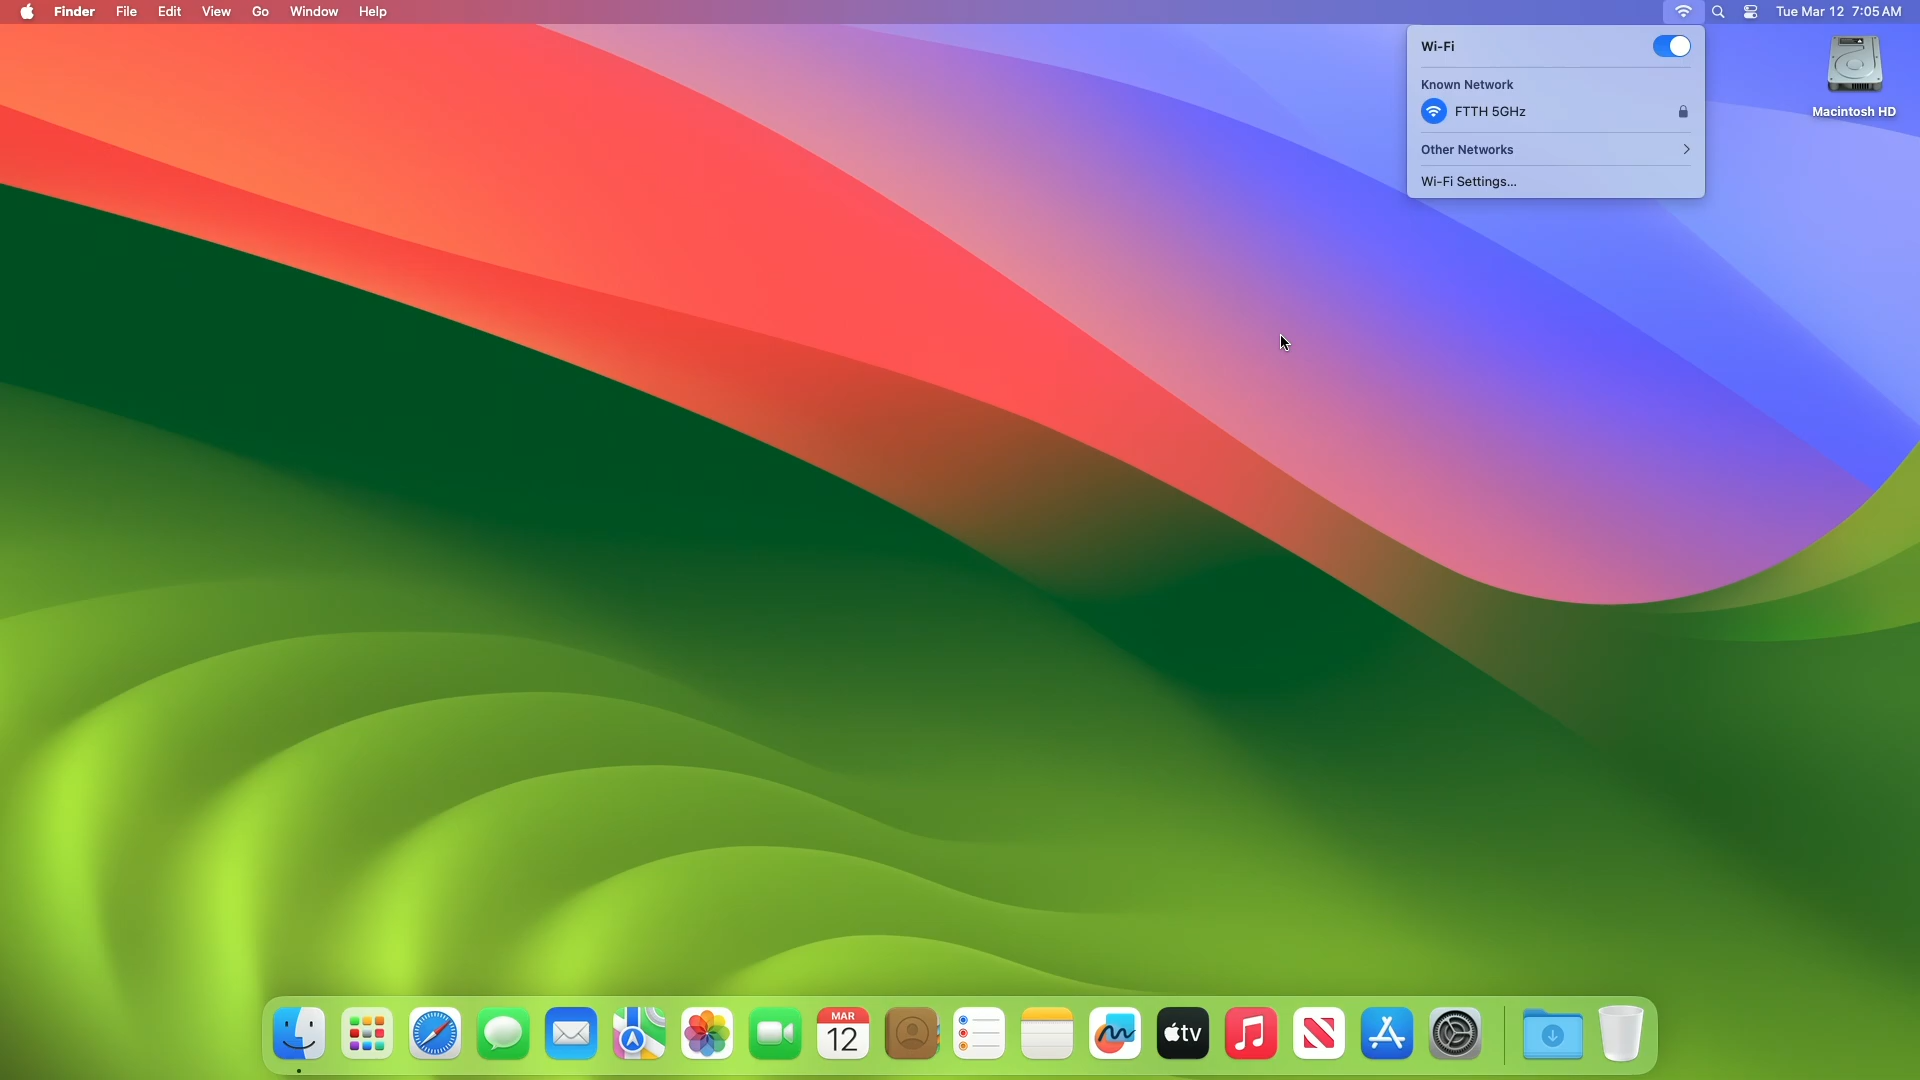 Finder File Edit View Go Window Help Tue Mar 12 7:05 AM
Wi-Fi
Known Network
FTTH 5GHz
Other Networks
Wi-Fi Settings...
Macintosh HD
MAR
12
tv